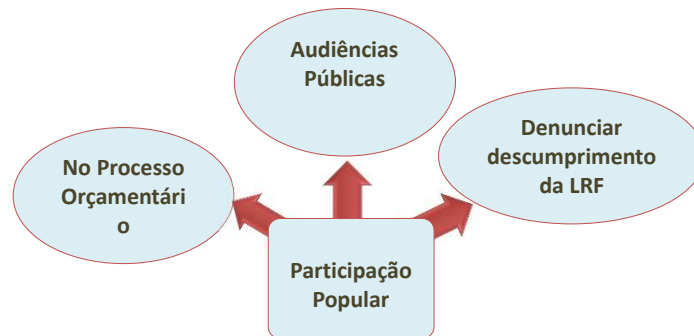 Audiências
Públicas
Denunciar
descumprimento
da LRF
No Processo
Orçamentári
o
Participação
Popular